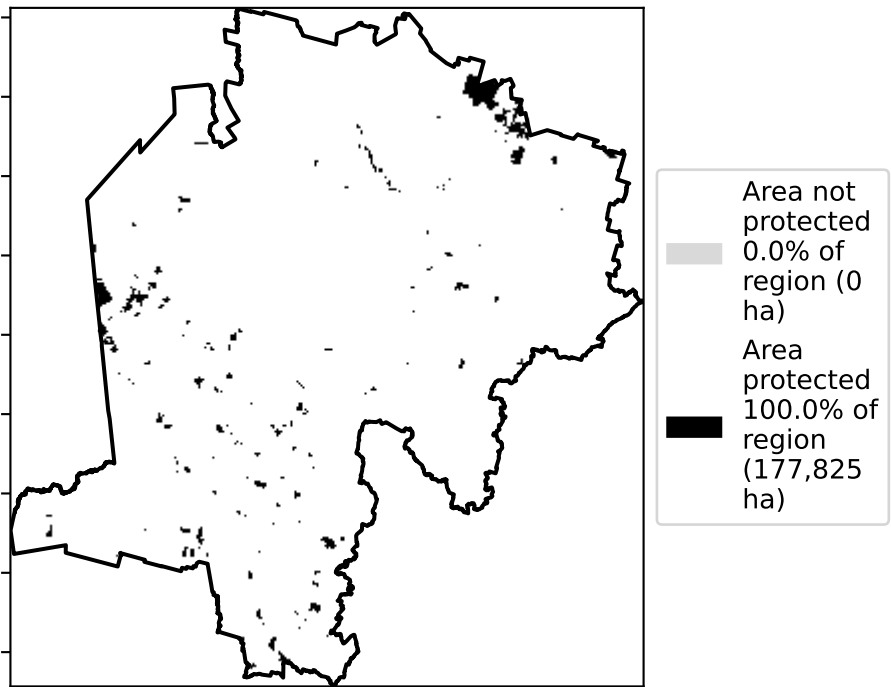 Area not
protected
0.0% of
region (0
ha)
Area
protected
100.0% of
region
(177,825
ha)